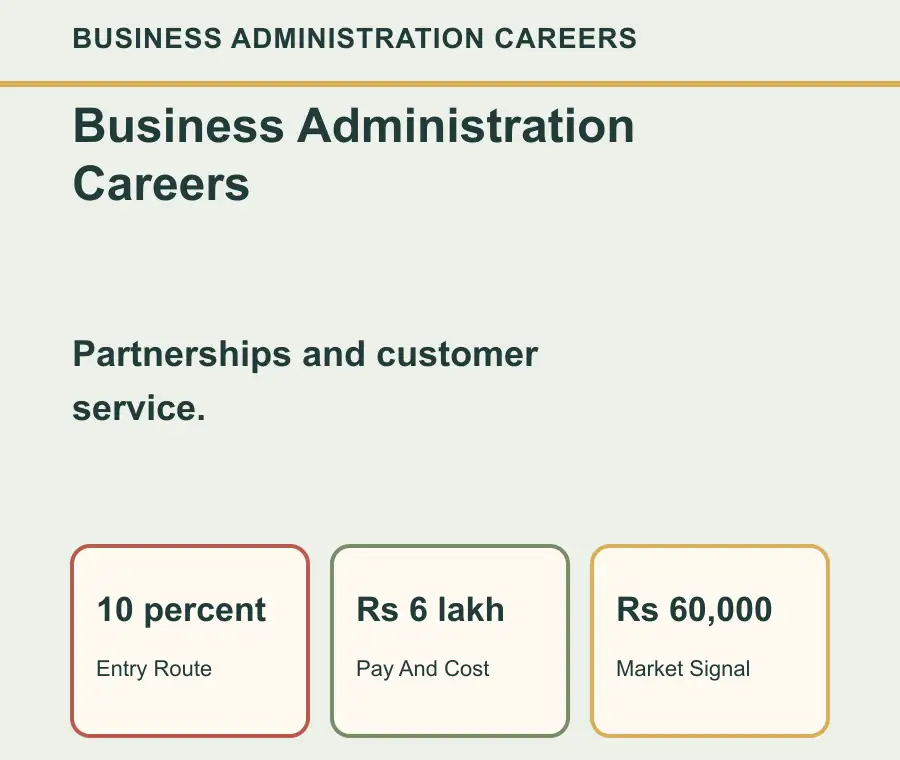 BUSINESS ADMINISTRATION CAREERS
Business Administration
Careers
Partnerships and customer
service.
10 percent
Entry Route
Rs 6 lakh
Pay And Cost
Rs 60,000
Market Signal